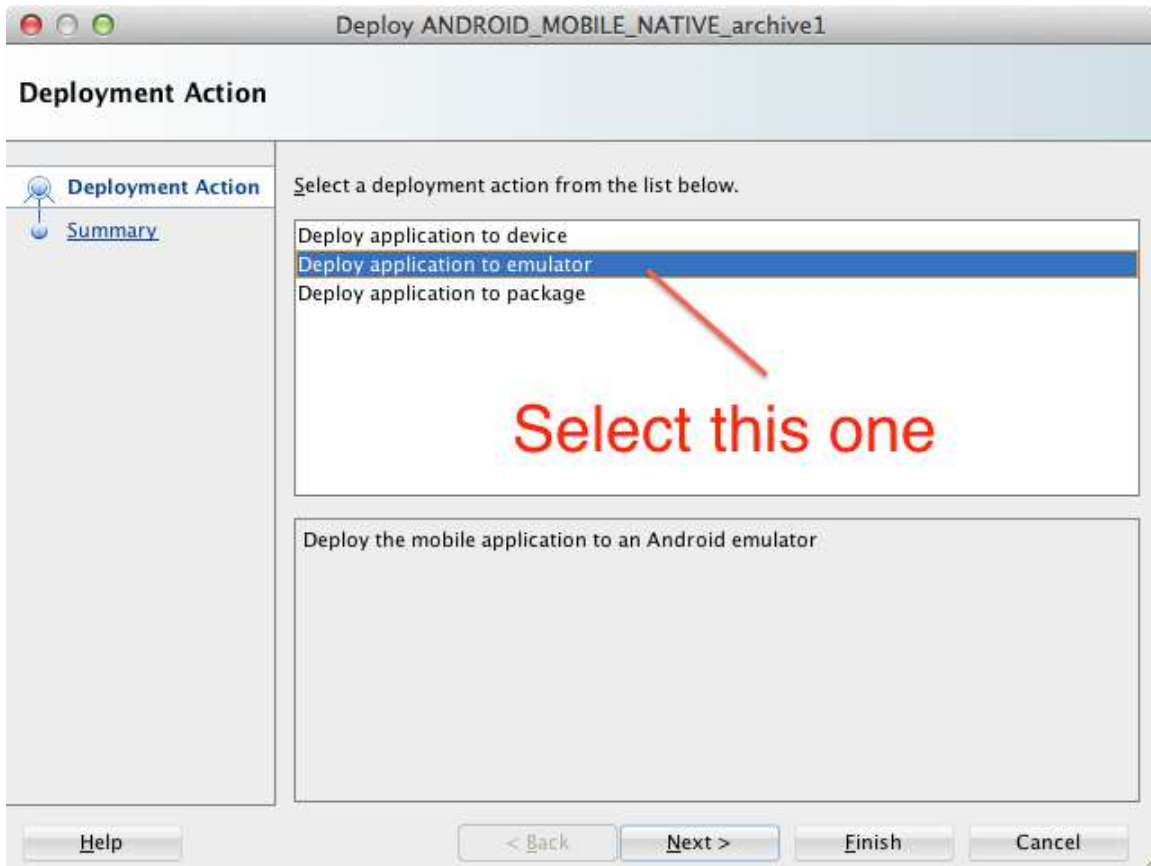 Deploy ANDROID_MOBILE_NATIVE_archive1
Deployment Action
Deployment Action
Summary
Select a deployment action from the list below.
Deploy application to device
Deploy application to emulator
Deploy application to package
Select this one
Deploy the mobile application to an Android emulator
Help
< Back
Next >
Finish
Cancel